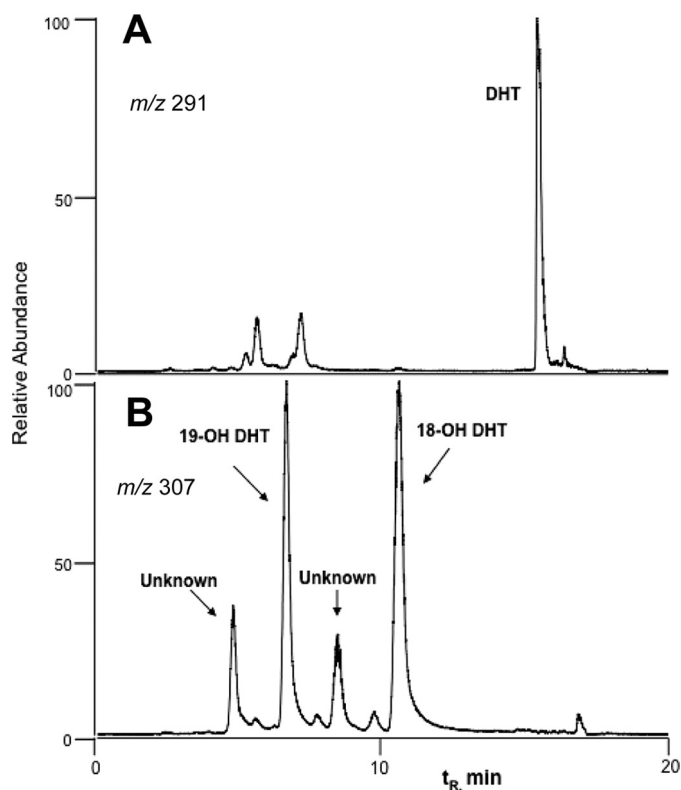 100
A
m/z 291
DHT
50
0
Relative Abundance
100
B
19-OH DHT
18-OH DHT
m/z 307
50
Unknown
Unknown
0
0
10
20
tR, min